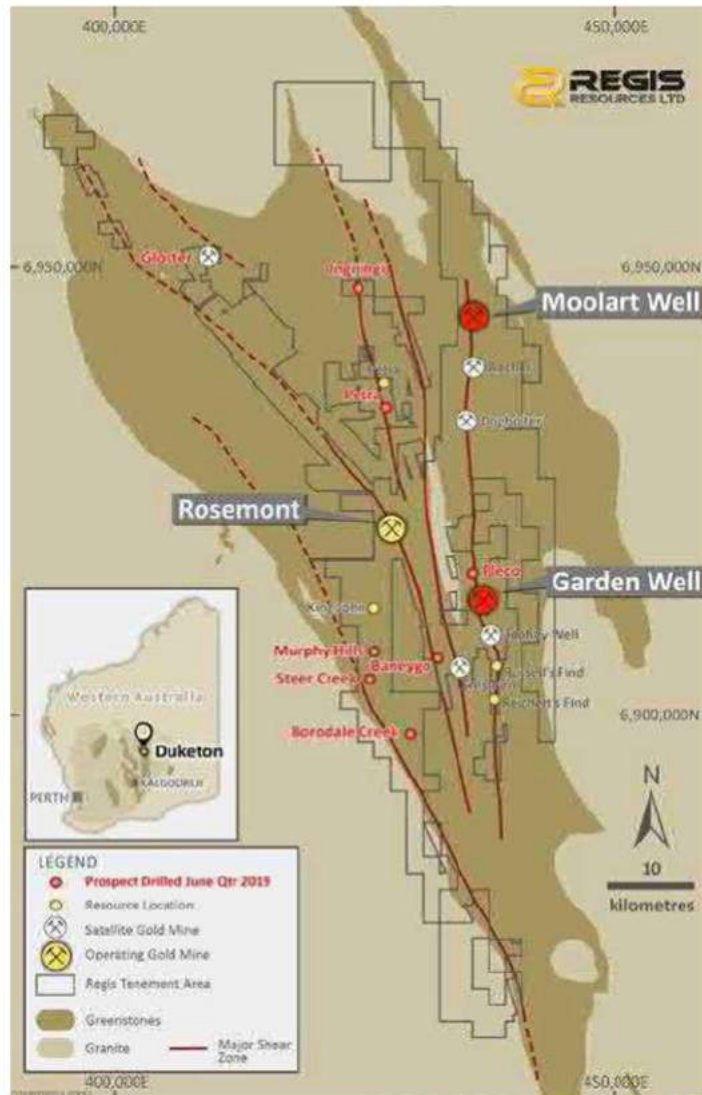 400,000E
450,000E
REGIS
RESOURCES LTD
Gloster
6,950,000N
6,950,000N
Moolart Well
Dogbolter
Petra
Rosemont
Garden Well
Murphy Hills
Baneygo
Steer Creek
Russell's Find
Reichelt's Find
6,900,000N
Borodale Creek
Western Australia
Duketon
KALGOORLIE
PERTH
N
10
kilometres
LEGEND
Prospect Drilled June Qtr 2019
Resource Location
Satellite Gold Mine
Operating Gold Mine
Regis Tenement Area
Greenstones
Granite
Major Shear
Zone
400,000E
450,000E